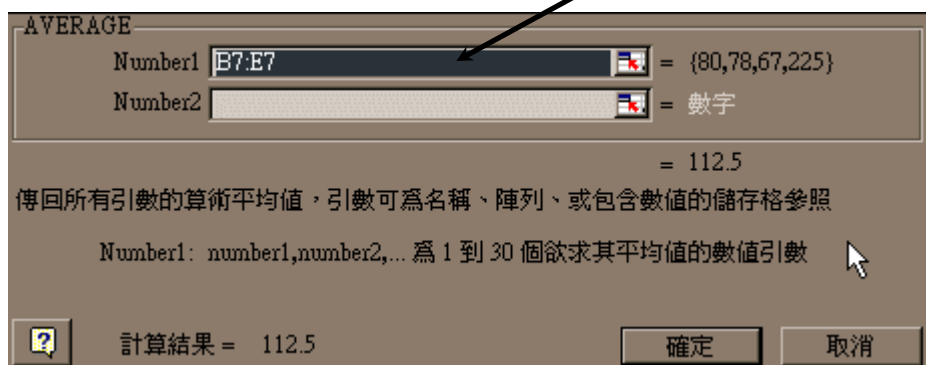 AVERAGE
Number1 B7:E7 = {80,78,67,225}
Number2 = 數字
= 112.5
傳回所有引數的算術平均值，引數可爲名稱、陣列、或包含數值的儲存格參照
Number1: number1,number2,... 爲 1 到 30 個欲求其平均值的數值引數
? 計算結果 = 112.5 確定 取消